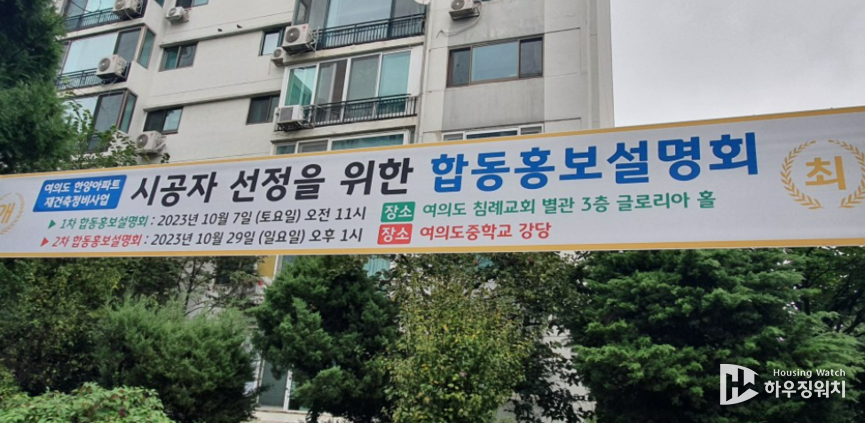 개
여의도 한양아파트
재건축정비사업
시공자 선정을 위한 합동홍보설명회
최
▶ 1차 합동홍보설명회 : 2023년 10월 7일 (토요일) 오전 11시 장소 여의도 침례교회 별관 3층 글로리아 홀
▶ 2차 합동홍보설명회 : 2023년 10월 29일 (일요일) 오후 1시 장소 여의도중학교 강당
Housing Watch
하우징워치